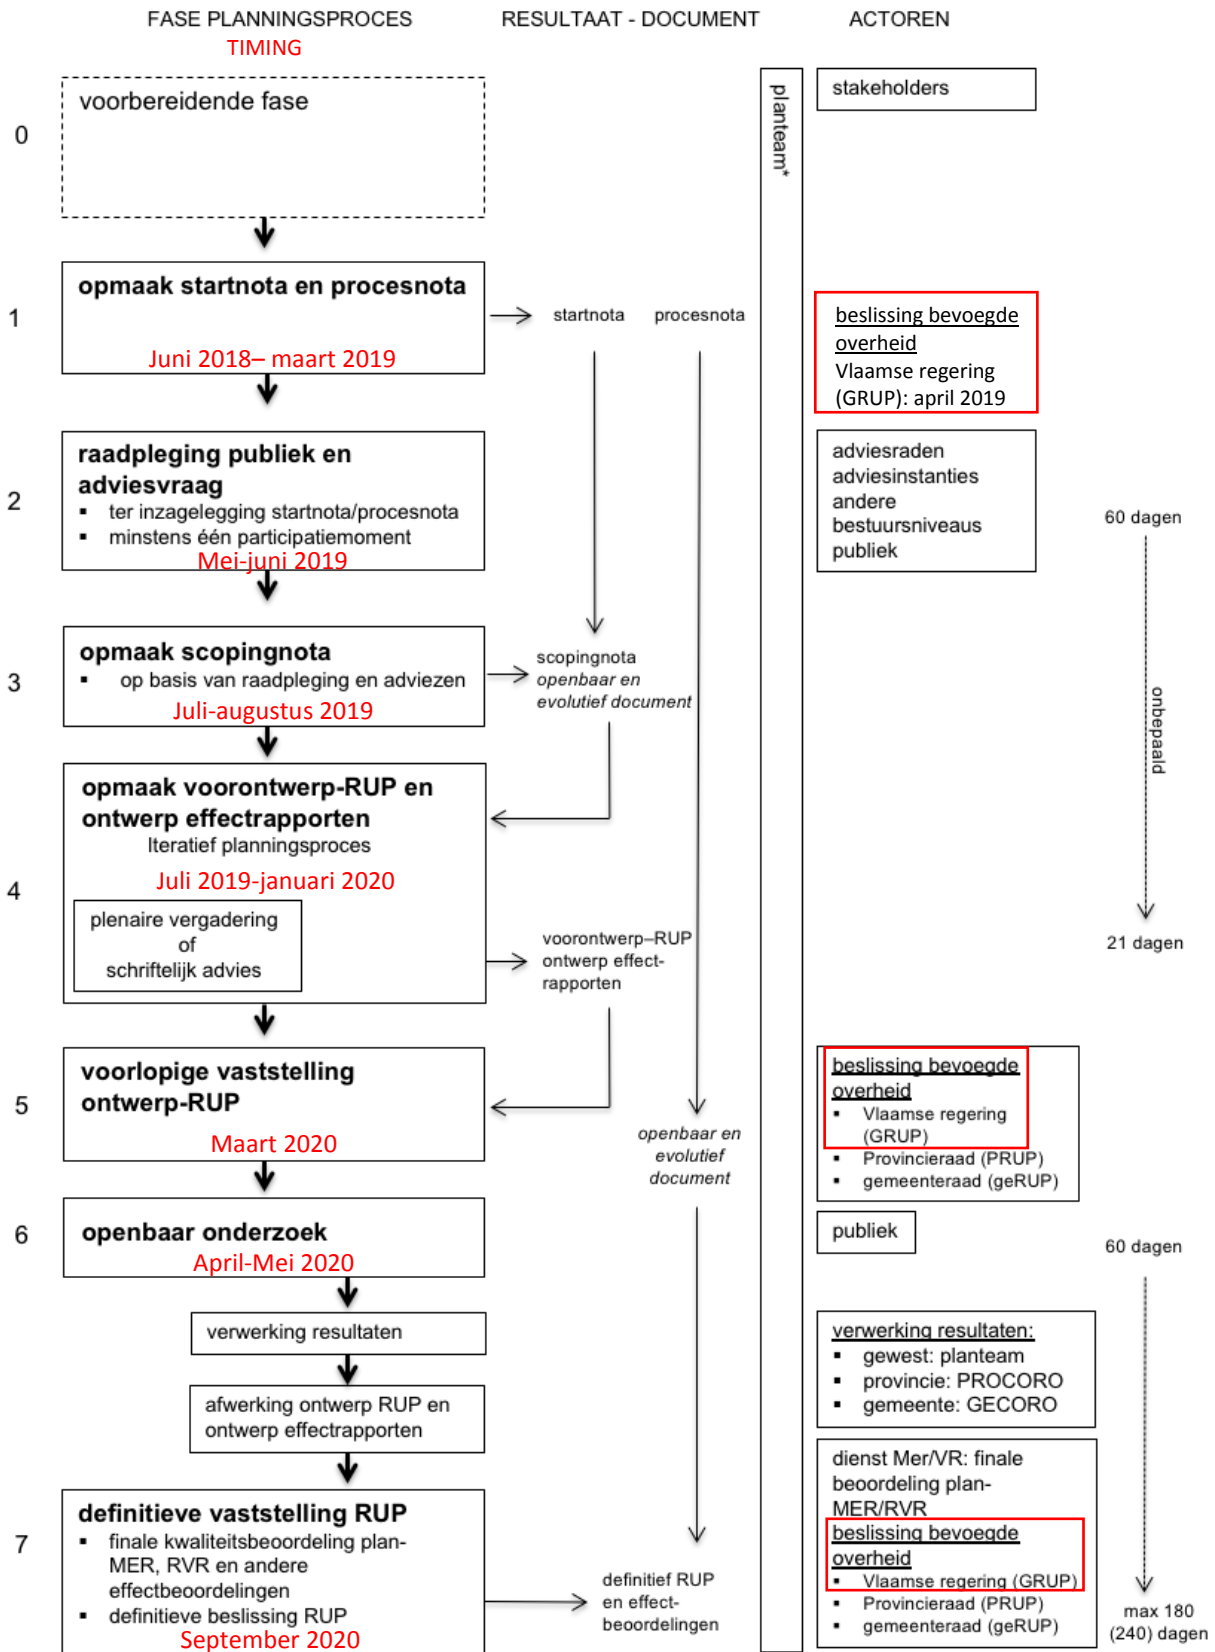 FASE PLANNINGSPROCES
TIMING
RESULTAAT - DOCUMENT
ACTOREN
0
voorbereidende fase
planteam*
stakeholders
1
opmaak startnota en procesnota
Juni 2018– maart 2019
startnota
procesnota
beslissing bevoegde
overheid
Vlaamse regering
(GRUP): april 2019
2
raadpleging publiek en
adviesvraag
▪ ter inzagelegging startnota/procesnota
▪ minstens één participatiemoment
Mei-juni 2019
adviesraden
adviesinstanties
andere
bestuursniveaus
publiek
60 dagen
3
opmaak scopingnota
▪ op basis van raadpleging en adviezen
Juli-augustus 2019
scopingnota
openbaar en
evolutief document
onbepaald
4
opmaak voorontwerp-RUP en
ontwerp effectrapporten
Iteratief planningsproces
Juli 2019-januari 2020
plenaire vergadering
of
schriftelijk advies
voorontwerp–RUP
ontwerp effect-
rapporten
21 dagen
5
voorlopige vaststelling
ontwerp-RUP
Maart 2020
openbaar en
evolutief
document
beslissing bevoegde
overheid
▪ Vlaamse regering
(GRUP)
▪ Provincieraad (PRUP)
▪ gemeenteraad (geRUP)
6
openbaar onderzoek
April-Mei 2020
publiek
60 dagen
verwerking resultaten
verwerking resultaten:
▪ gewest: planteam
▪ provincie: PROCORO
▪ gemeente: GECORO
afwerking ontwerp RUP en
ontwerp effectrapporten
7
definitieve vaststelling RUP
▪ finale kwaliteitsbeoordeling plan-
MER, RVR en andere
effectbeoordelingen
▪ definitieve beslissing RUP
September 2020
definitief RUP
en effect-
beoordelingen
dienst Mer/VR: finale
beoordeling plan-
MER/RVR
beslissing bevoegde
overheid
▪ Vlaamse regering (GRUP)
▪ Provincieraad (PRUP)
▪ gemeenteraad (geRUP)
max 180
(240) dagen